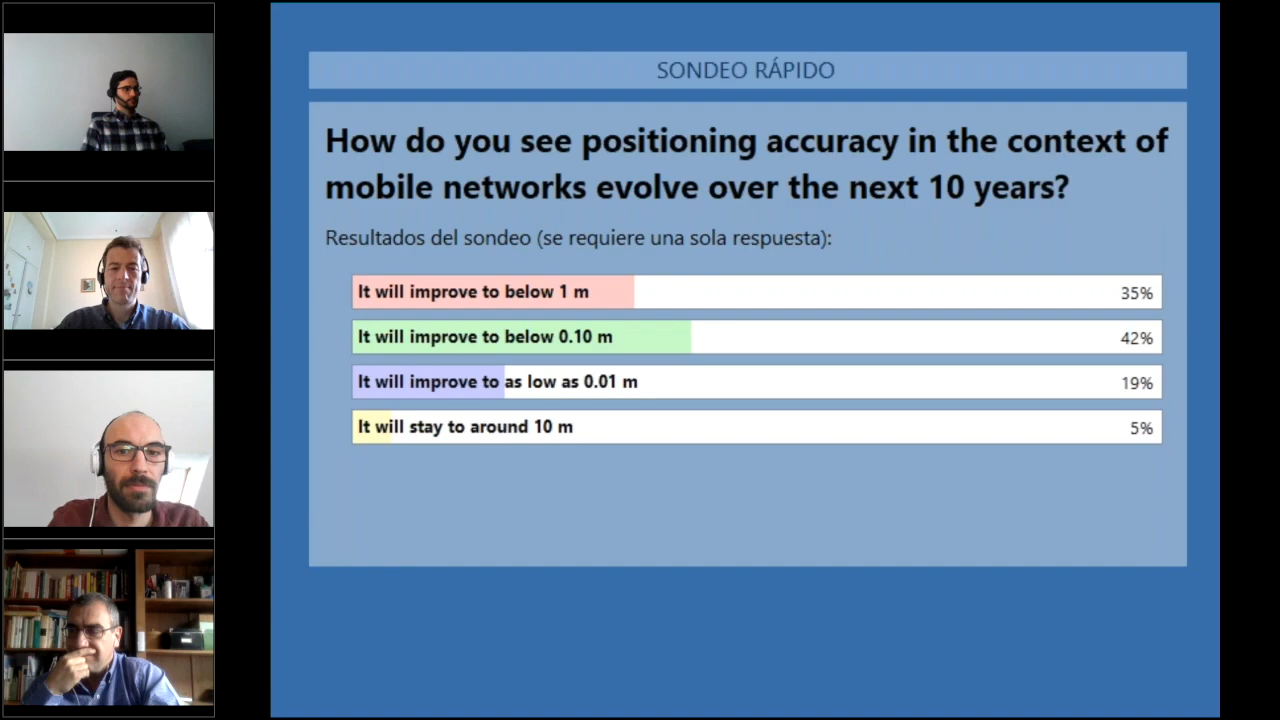 SONDEO RÁPIDO
How do you see positioning accuracy in the context of
mobile networks evolve over the next 10 years?
Resultados del sondeo (se requiere una sola respuesta):
It will improve to below 1 m 35%
It will improve to below 0.10 m 42%
It will improve to as low as 0.01 m 19%
It will stay to around 10 m 5%